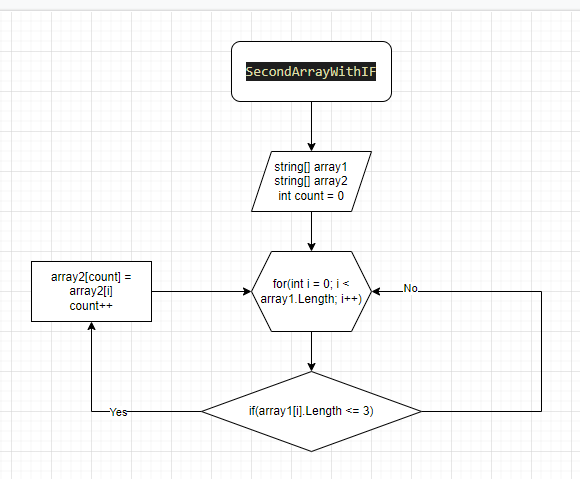 SecondArrayWithIF
string[] array1
string[] array2
int count = 0
for(int i = 0; i <
array1.Length; i++)
array2[count] =
array2[i]
count++
No
if(array1[i].Length <= 3)
Yes